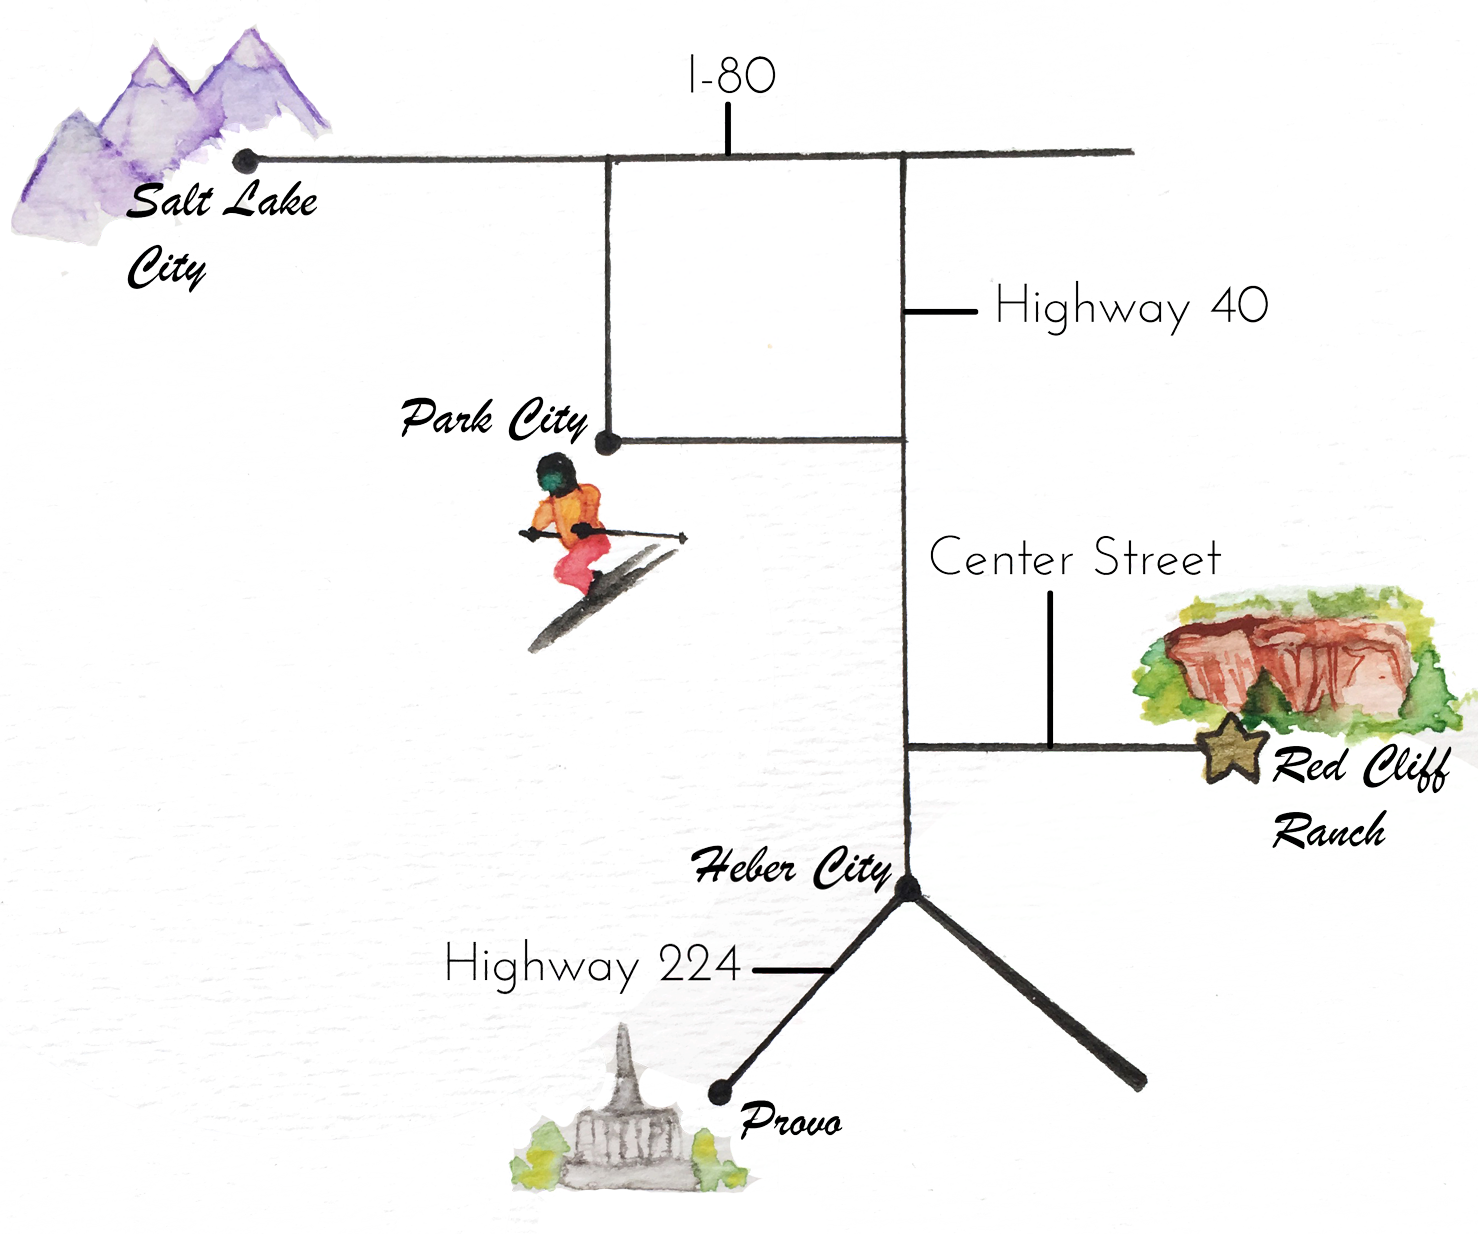 I-80
Salt Lake
City
Highway 40
Park City
Center Street
Red Cliff
Ranch
Heber City
Highway 224
Provo